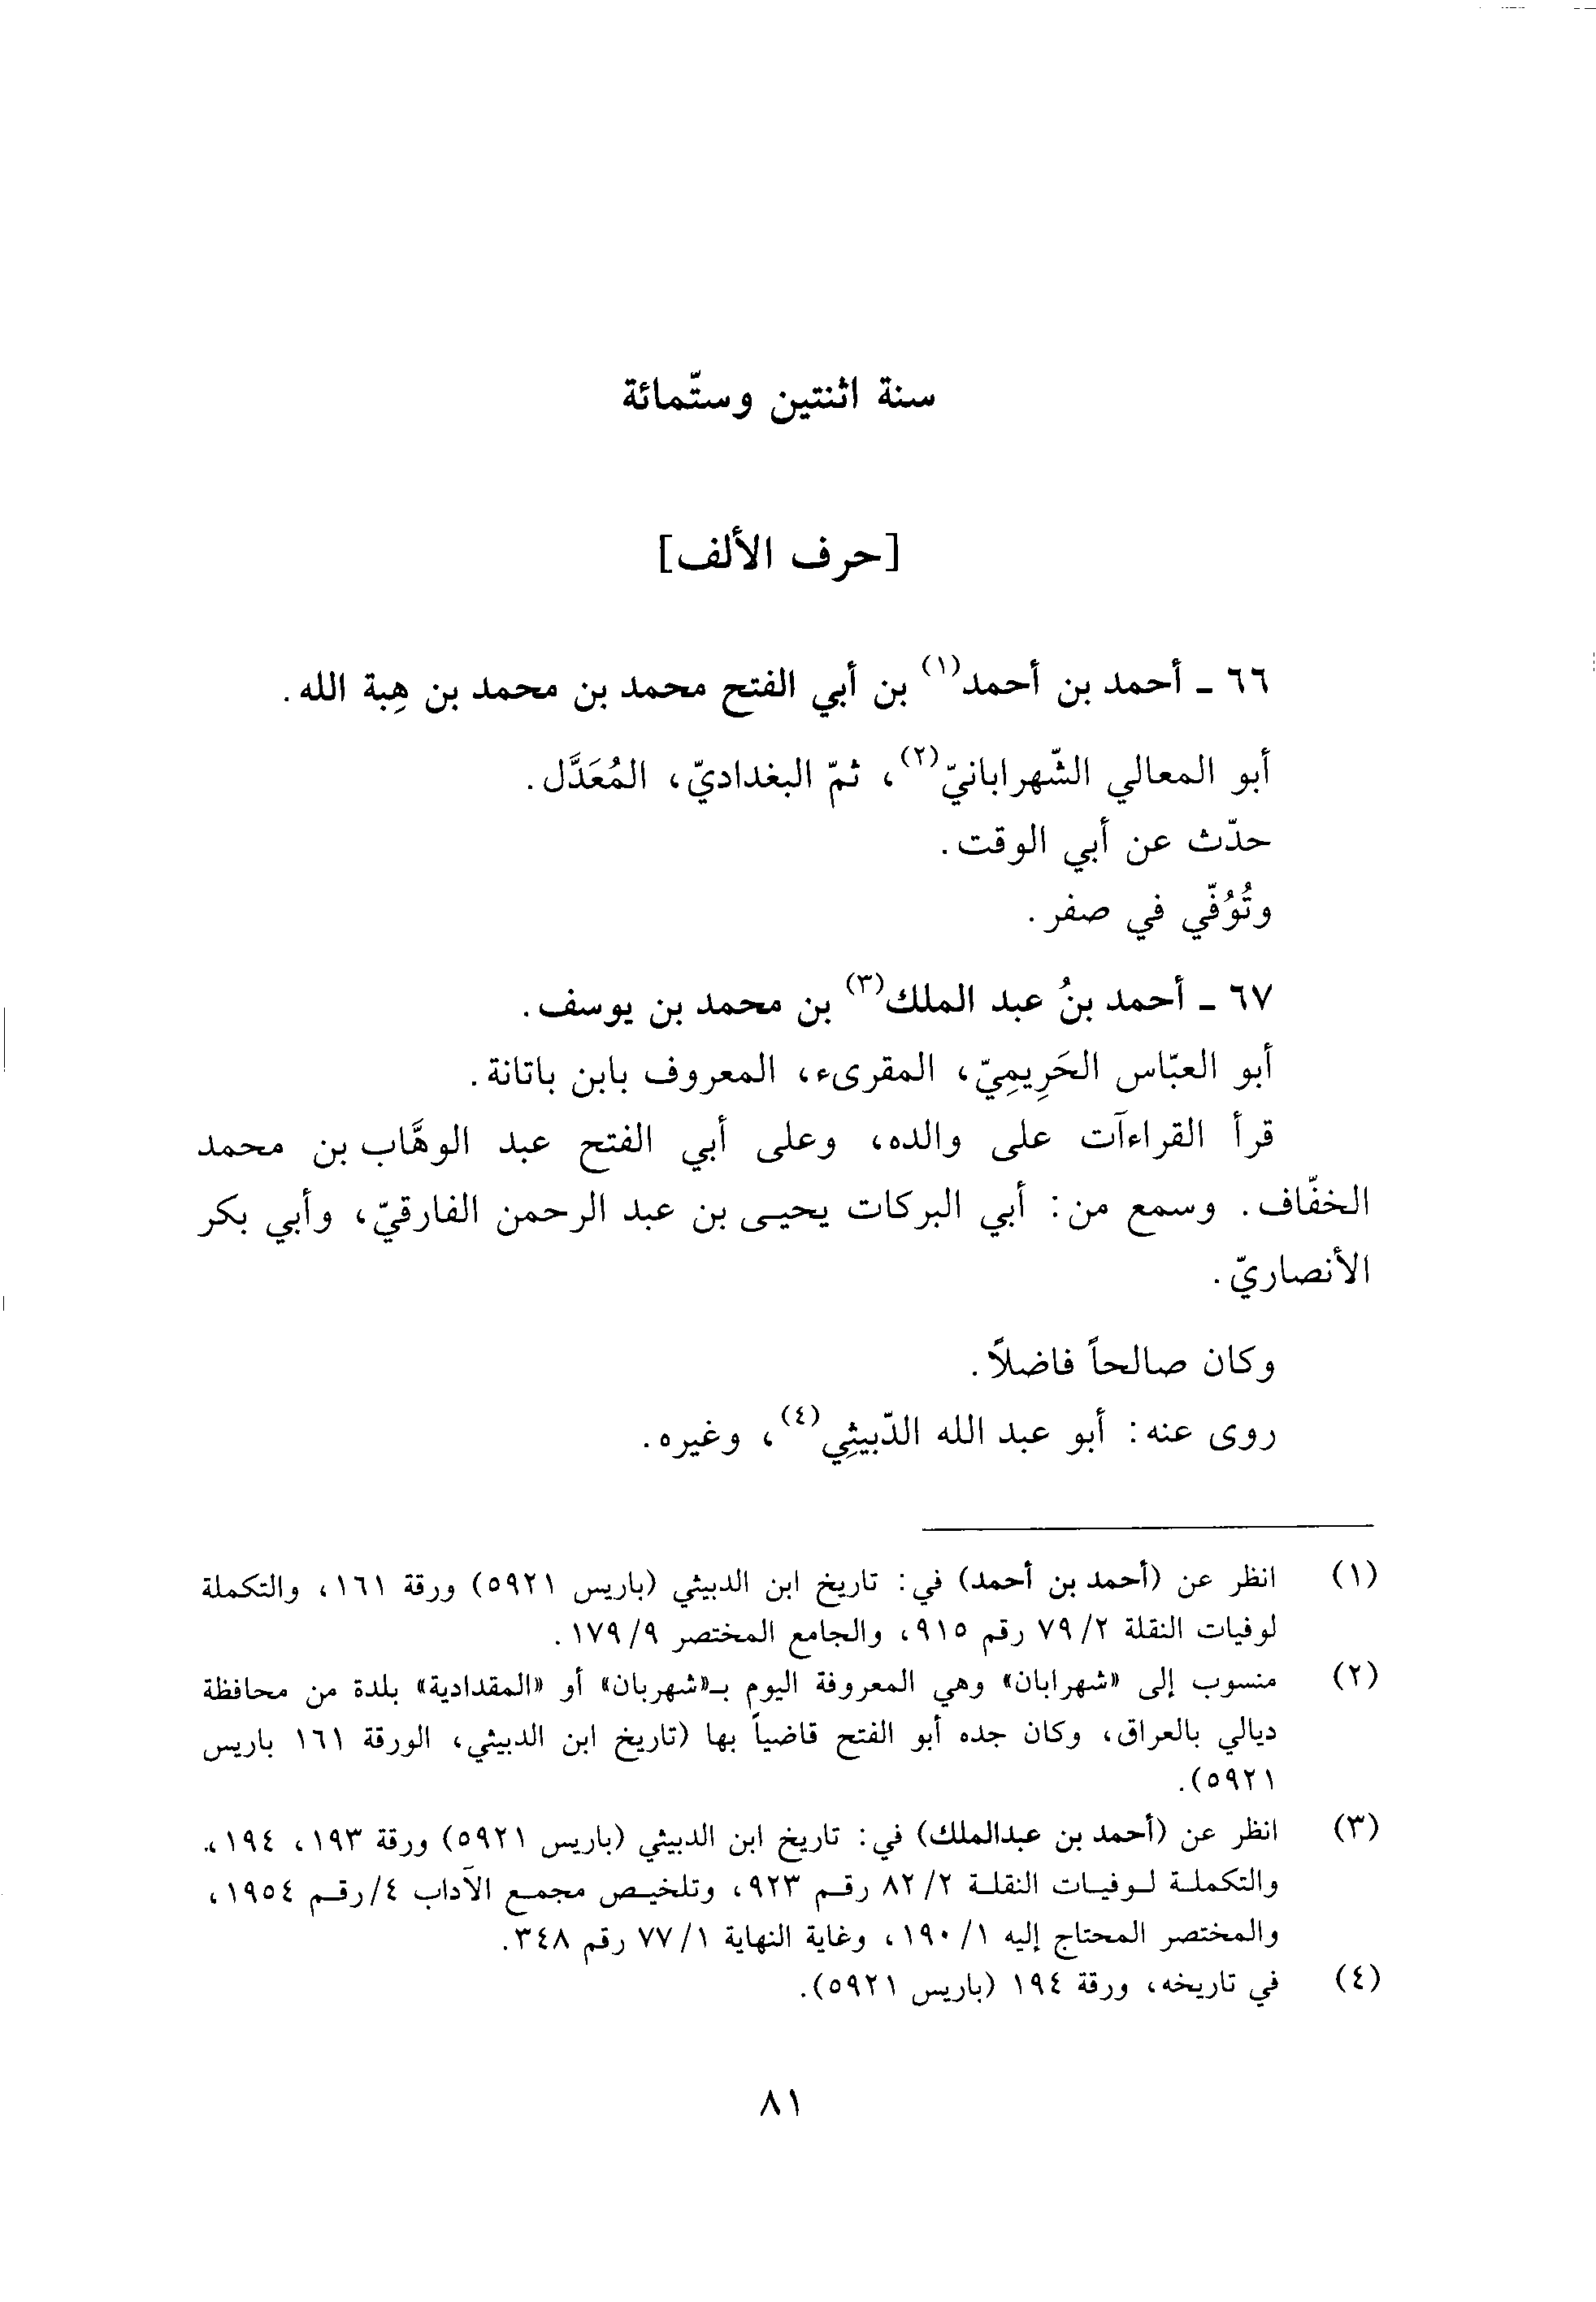 سنة اثنتين وستّمائة
[حرف الألف]
٦٦ - أحمد بن أحمد(١) بن أبي الفتح محمد بن محمد بن هِبة الله.
أبو المعالي الشّهرابانيّ(٢)، ثمّ البغداديّ، المُعَدَّل.
حدّث عن أبي الوقت.
وتُوُفّي في صفر.
٦٧ - أحمد بنُ عبد الملك(٣) بن محمد بن يوسف.
أبو العبّاس الحَرِيمِيّ، المقرىء، المعروف بابن باتانة.
قرأ القراءآت على والده، وعلى أبي الفتح عبد الوهَّاب بن محمد
الخفّاف. وسمع من: أبي البركات يحيى بن عبد الرحمن الفارقيّ، وأبي بكر
الأنصاريّ.
وكان صالحاً فاضلاً.
روى عنه: أبو عبد الله الدّبيثِي(٤)، وغيره.
(١) انظر عن (أحمد بن أحمد) في: تاريخ ابن الدبيثي (باريس ٥٩٢١) ورقة ١٦١، والتكملة
لوفيات النقلة ٢/ ٧٩ رقم ٩١٥، والجامع المختصر ٩/ ١٧٩.
(٢) منسوب إلى «شهرابان» وهي المعروفة اليوم بـ«شهربان» أو «المقدادية» بلدة من محافظة
ديالي بالعراق، وكان جده أبو الفتح قاضياً بها (تاريخ ابن الدبيثي، الورقة ١٦١ باريس
٥٩٢١).
(٣) انظر عن (أحمد بن عبدالملك) في: تاريخ ابن الدبيثي (باريس ٥٩٢١) ورقة ١٩٣، ١٩٤،
والتكملة لوفيات النقلة ٢/ ٨٢ رقم ٩٢٣، وتلخيص مجمع الآداب ٤/ رقم ١٩٥٤،
والمختصر المحتاج إليه ١/ ١٩٠، وغاية النهاية ١/ ٧٧ رقم ٣٤٨.
(٤) في تاريخه، ورقة ١٩٤ (باريس ٥٩٢١).
٨١